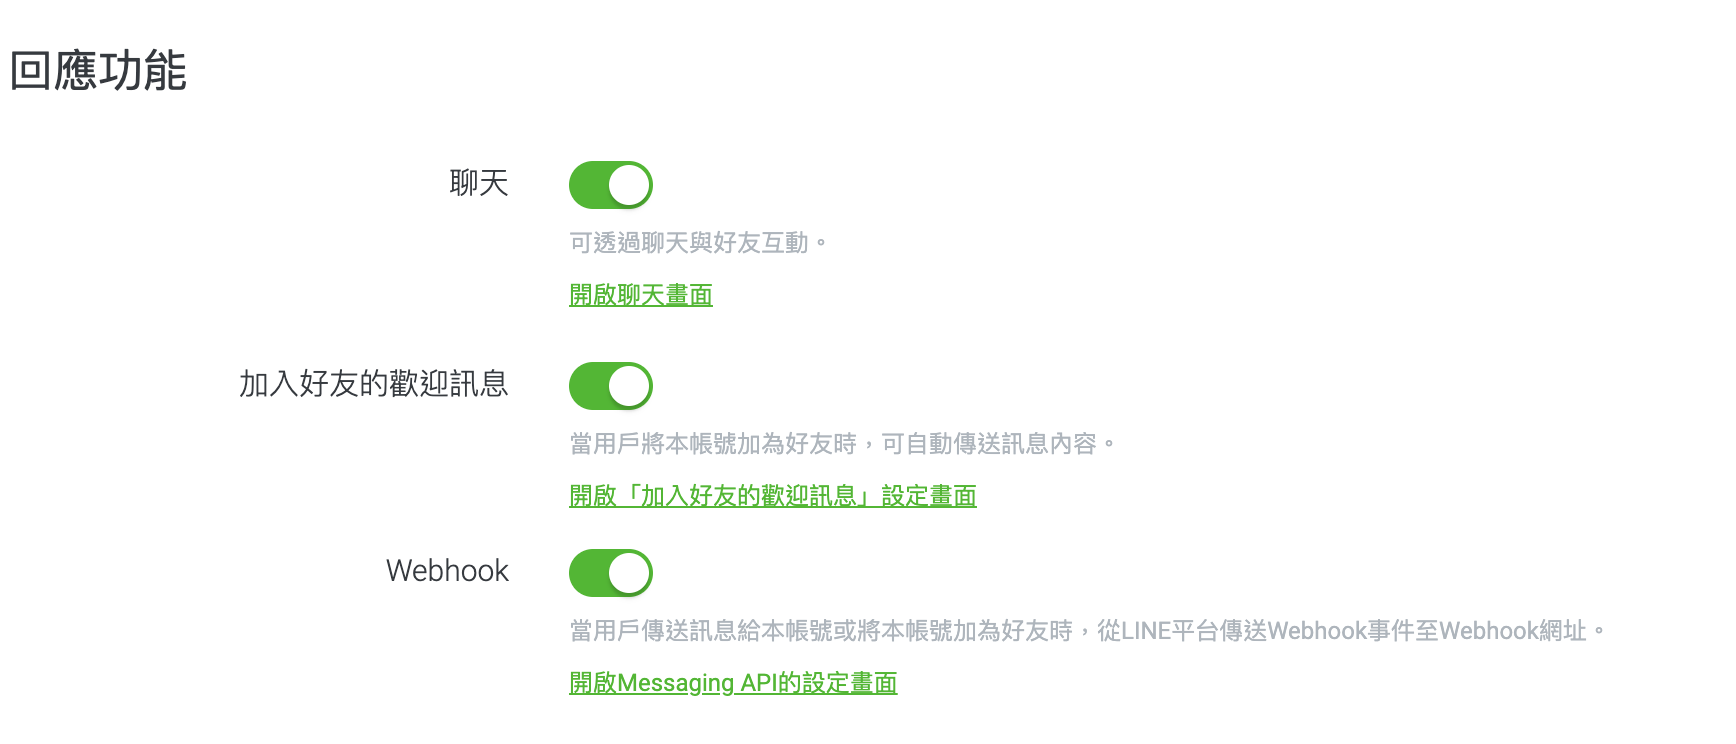 回應功能
聊天
可透過聊天與好友互動。
開啟聊天畫面
加入好友的歡迎訊息
當用戶將本帳號加為好友時，可自動傳送訊息內容。
開啟「加入好友的歡迎訊息」設定畫面
Webhook
當用戶傳送訊息給本帳號或將本帳號加為好友時，從LINE平台傳送Webhook事件至Webhook網址。
開啟Messaging API的設定畫面